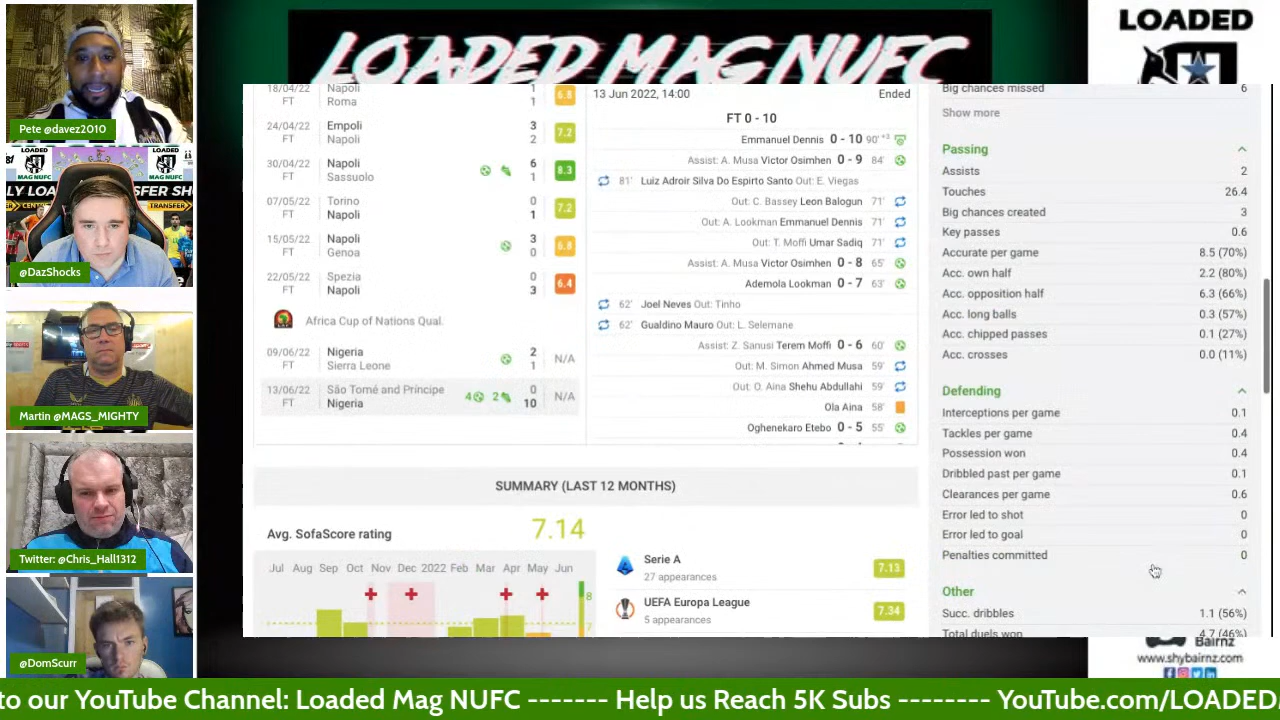 Pete @davez2010
@DazShocks
Martin @MAGS_MIGHTY
Twitter: @Chris_Hall1312
@DomScurr
LOADED MAG NUFC
LOADED
18/04/22 Napoli 1 6.8
FT Roma 1
24/04/22 Empoli 3 7.2
FT Napoli 2
30/04/22 Napoli 6 8.3
FT Sassuolo 1
07/05/22 Torino 0 7.2
FT Napoli 1
15/05/22 Napoli 3 6.8
FT Genoa 0
22/05/22 Spezia 0 6.4
FT Napoli 3
Africa Cup of Nations Qual.
09/06/22 Nigeria 2 N/A
FT Sierra Leone 1
13/06/22 São Tomé and Príncipe 0 N/A
FT Nigeria 4 2 10
13 Jun 2022, 14:00 Ended
FT 0 - 10
Emmanuel Dennis 0 - 10 90' +3
Assist: A. Musa Victor Osimhen 0 - 9 84'
81' Luiz Adroir Silva Do Espirto Santo Out: E. Viegas
Out: C. Bassey Leon Balogun 71'
Out: A. Lookman Emmanuel Dennis 71'
Out: T. Moffi Umar Sadiq 71'
Assist: A. Musa Victor Osimhen 0 - 8 65'
Ademola Lookman 0 - 7 63'
62' Joel Neves Out: Tinho
62' Gualdino Mauro Out: L. Selemane
Assist: Z. Sanusi Terem Moffi 0 - 6 60'
Out: M. Simon Ahmed Musa 59'
Out: O. Aina Shehu Abdullahi 59'
Ola Aina 58'
Oghenekaro Etebo 0 - 5 55'
SUMMARY (LAST 12 MONTHS)
Avg. SofaScore rating 7.14
Jul Aug Sep Oct Nov Dec 2022 Feb Mar Apr May Jun
8
7
Serie A 7.13
27 appearances
UEFA Europa League 7.34
5 appearances
Big chances missed 6
Show more
Passing
Assists 2
Touches 26.4
Big chances created 3
Key passes 0.6
Accurate per game 8.5 (70%)
Acc. own half 2.2 (80%)
Acc. opposition half 6.3 (66%)
Acc. long balls 0.3 (57%)
Acc. chipped passes 0.1 (27%)
Acc. crosses 0.0 (11%)
Defending
Interceptions per game 0.1
Tackles per game 0.4
Possession won 0.4
Dribbled past per game 0.1
Clearances per game 0.6
Error led to shot 0
Error led to goal 0
Penalties committed 0
Other
Succ. dribbles 1.1 (56%)
Total duels won 4.7 (46%)
Bairnz
www.shybairnz.com
to our YouTube Channel: Loaded Mag NUFC ------- Help us Reach 5K Subs -------- YouTube.com/LOADED